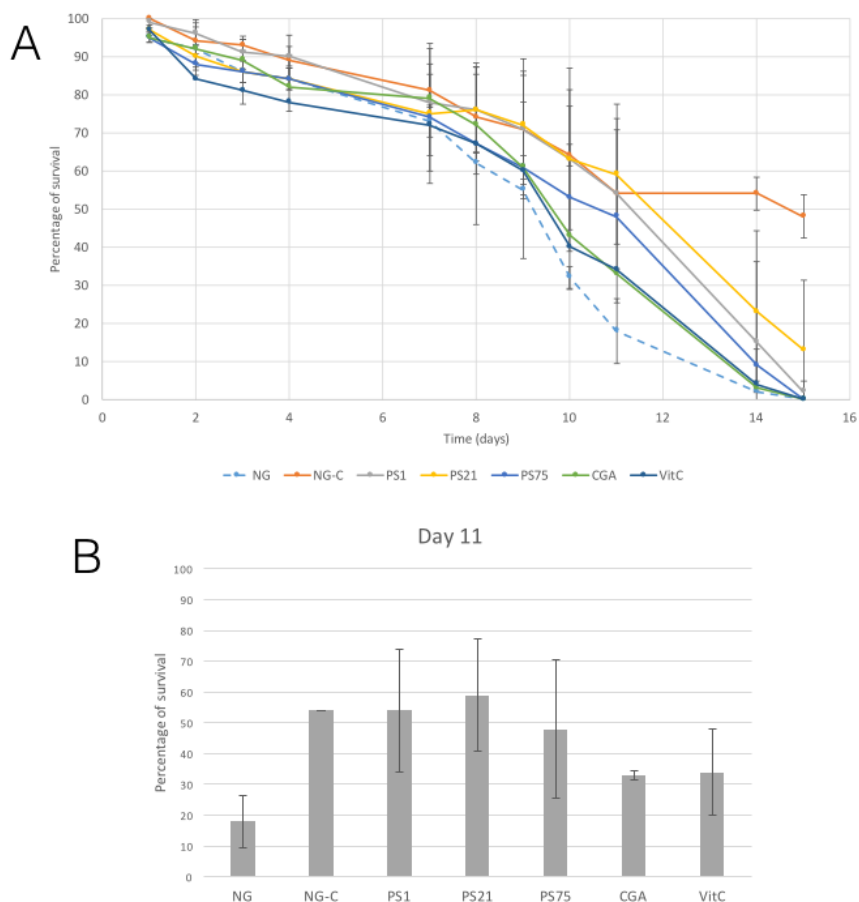 A
100
90
80
70
60
50
40
30
20
10
0
Percentage of survival
0 2 4 6 8 10 12 14 16
Time (days)
NG NG-C PS1 PS21 PS75 CGA VitC
B
Day 11
100
90
80
70
60
50
40
30
20
10
0
Percentage of survival
NG NG-C PS1 PS21 PS75 CGA VitC